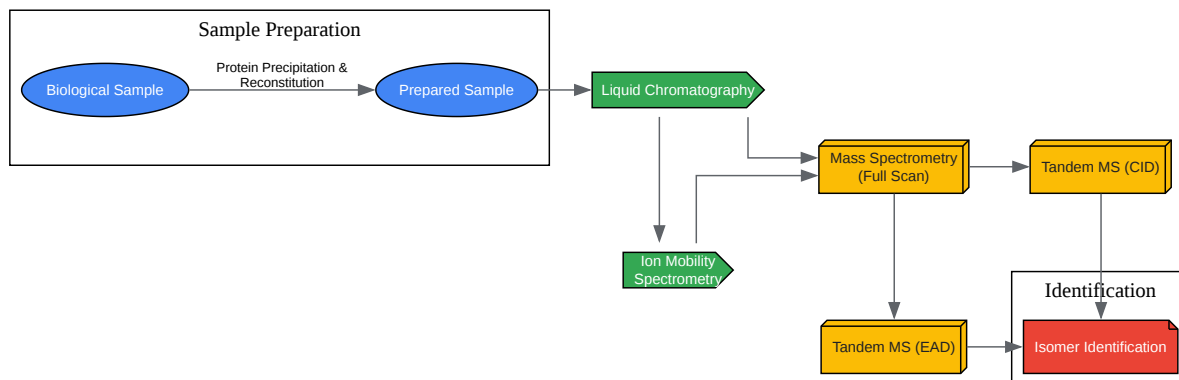 Sample Preparation
Biological Sample
Protein Precipitation &
Reconstitution
Prepared Sample
Liquid Chromatography
Mass Spectrometry
(Full Scan)
Tandem MS (CID)
Ion Mobility
Spectrometry
Identification
Tandem MS (EAD)
Isomer Identification